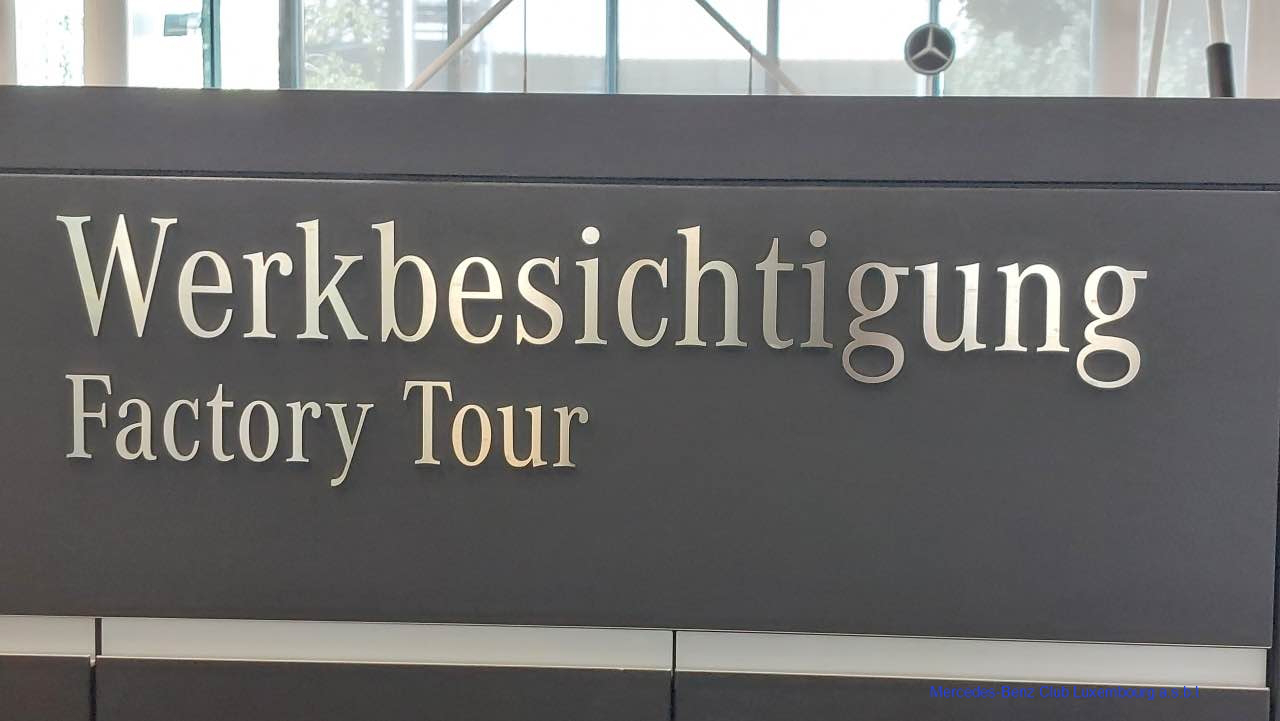 Werkbesichtigung
Factory Tour
Mercedes-Benz Club Luxembourg a.s.b.l